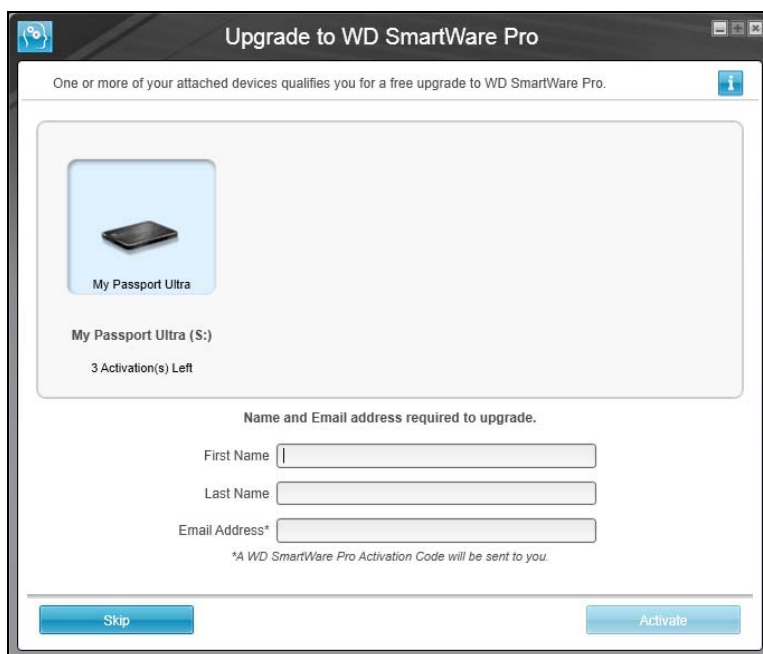 Upgrade to WD SmartWare Pro
One or more of your attached devices qualifies you for a free upgrade to WD SmartWare Pro.
i
My Passport Ultra
My Passport Ultra (S:)
3 Activation(s) Left
Name and Email address required to upgrade.
First Name
Last Name
Email Address*
*A WD SmartWare Pro Activation Code will be sent to you.
Skip
Activate